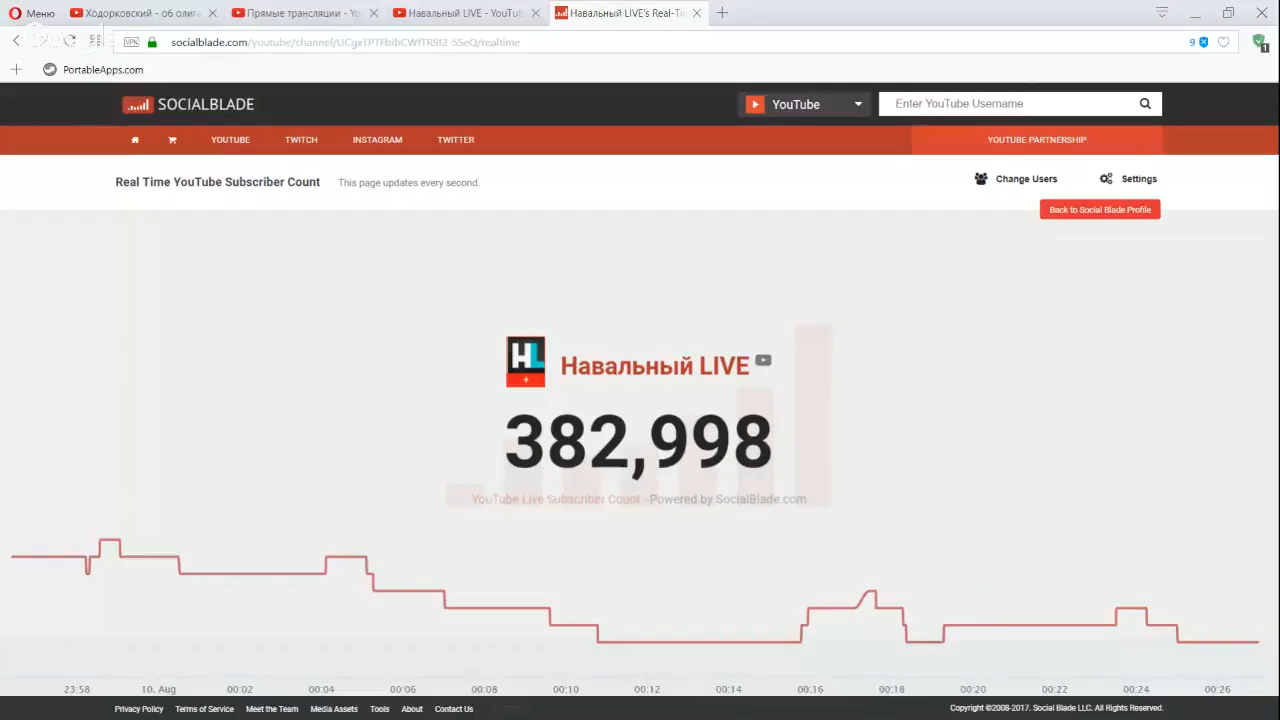 Меню
Ходорковский - об олиг
Прямые трансляции - Yo
Навальный LIVE - YouTub
Навальный LIVE's Real-Ti
VPN
socialblade.com/youtube/channel/UCgxTPTFbIbCWfTR9I2-5SeQ/realtime
9
1
PortableApps.com
SOCIALBLADE
YouTube
Enter YouTube Username
YOUTUBE
TWITCH
INSTAGRAM
TWITTER
YOUTUBE PARTNERSHIP
Real Time YouTube Subscriber Count
This page updates every second.
Change Users
Settings
Back to Social Blade Profile
HL
+
Навальный LIVE
382,998
YouTube Live Subscriber Count - Powered by SocialBlade.com
23:58 10. Aug 00:02 00:04 00:06 00:08 00:10 00:12 00:14 00:16 00:18 00:20 00:22 00:24 00:26
Privacy Policy Terms of Service Meet the Team Media Assets Tools About Contact Us
Copyright ©2008-2017, Social Blade LLC. All Rights Reserved.